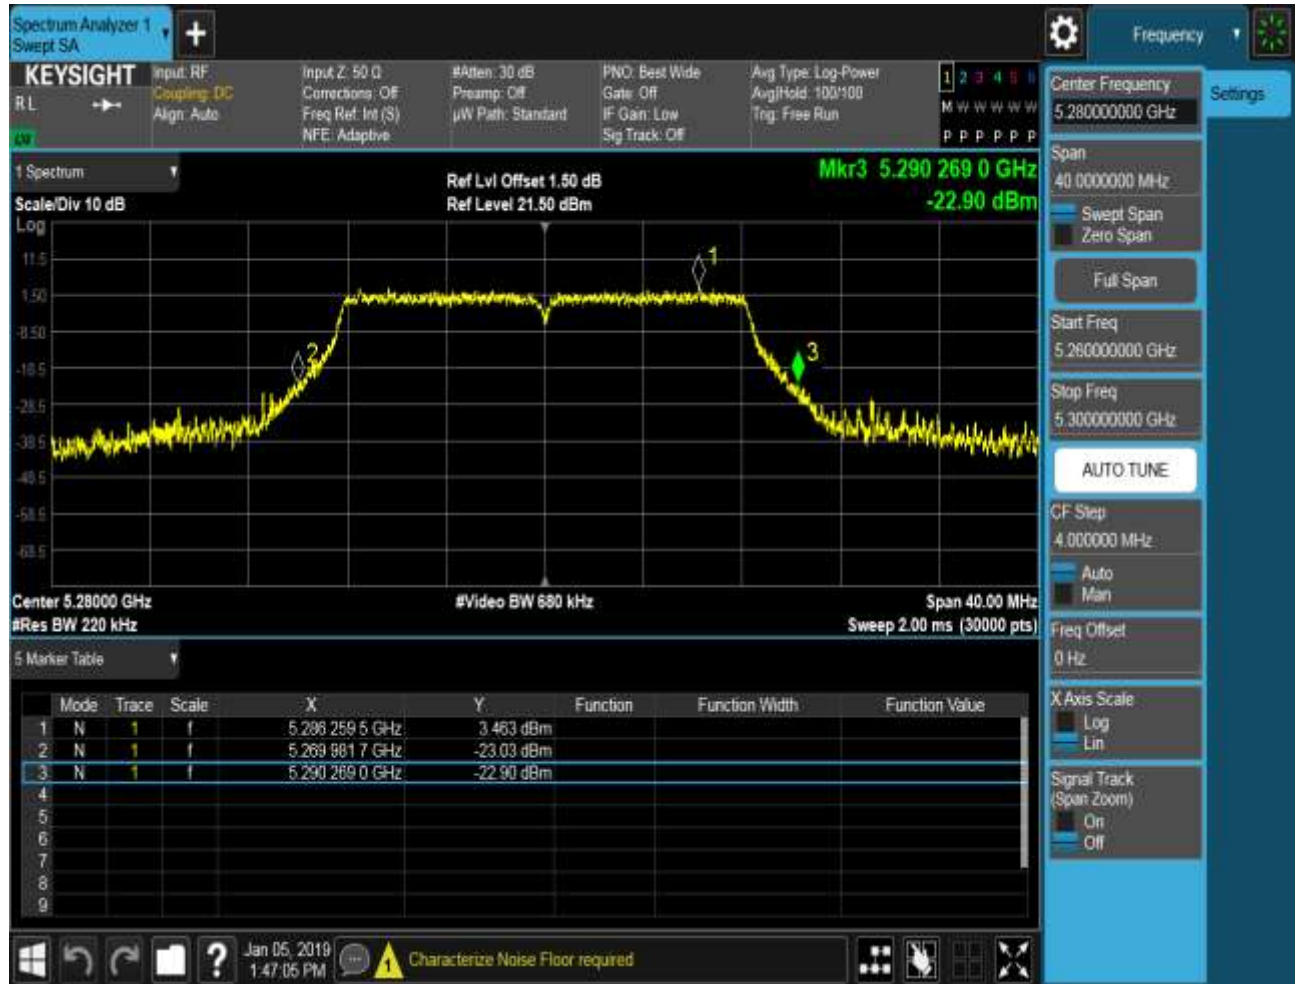 Spectrum Analyzer 1
Swept SA
+
Frequency
KEYSIGHT
RL
Input: RF
Coupling: DC
Align: Auto
Input Z: 50 Ω
Corrections: Off
Freq Ref: Int (S)
NFE: Adaptive
#Atten: 30 dB
Preamp: Off
µW Path: Standard
PNO: Best Wide
Gate: Off
IF Gain: Low
Sig Track: Off
Avg Type: Log-Power
Avg|Hold: 100/100
Trig: Free Run
1 2 3 4 5 6
M W W W W W
P P P P P P
1 Spectrum
Scale/Div 10 dB
Log
Ref Lvl Offset 1.50 dB
Ref Level 21.50 dBm
Mkr3 5.290 269 0 GHz
-22.90 dBm
11.5
1.50
-8.50
-18.5
-28.5
-38.5
-48.5
-58.5
-68.5
1
2
3
Center 5.28000 GHz
#Video BW 680 kHz
Span 40.00 MHz
#Res BW 220 kHz
Sweep 2.00 ms (30000 pts)
5 Marker Table
Mode Trace Scale X Y Function Function Width Function Value
1 N 1 f 5.286 259 5 GHz 3.463 dBm
2 N 1 f 5.269 981 7 GHz -23.03 dBm
3 N 1 f 5.290 269 0 GHz -22.90 dBm
4
5
6
7
8
9
?
Jan 05, 2019
1:47:05 PM
Characterize Noise Floor required
Center Frequency
5.280000000 GHz
Settings
Span
40.0000000 MHz
Swept Span
Zero Span
Full Span
Start Freq
5.260000000 GHz
Stop Freq
5.300000000 GHz
AUTO TUNE
CF Step
4.000000 MHz
Auto
Man
Freq Offset
0 Hz
X Axis Scale
Log
Lin
Signal Track
(Span Zoom)
On
Off